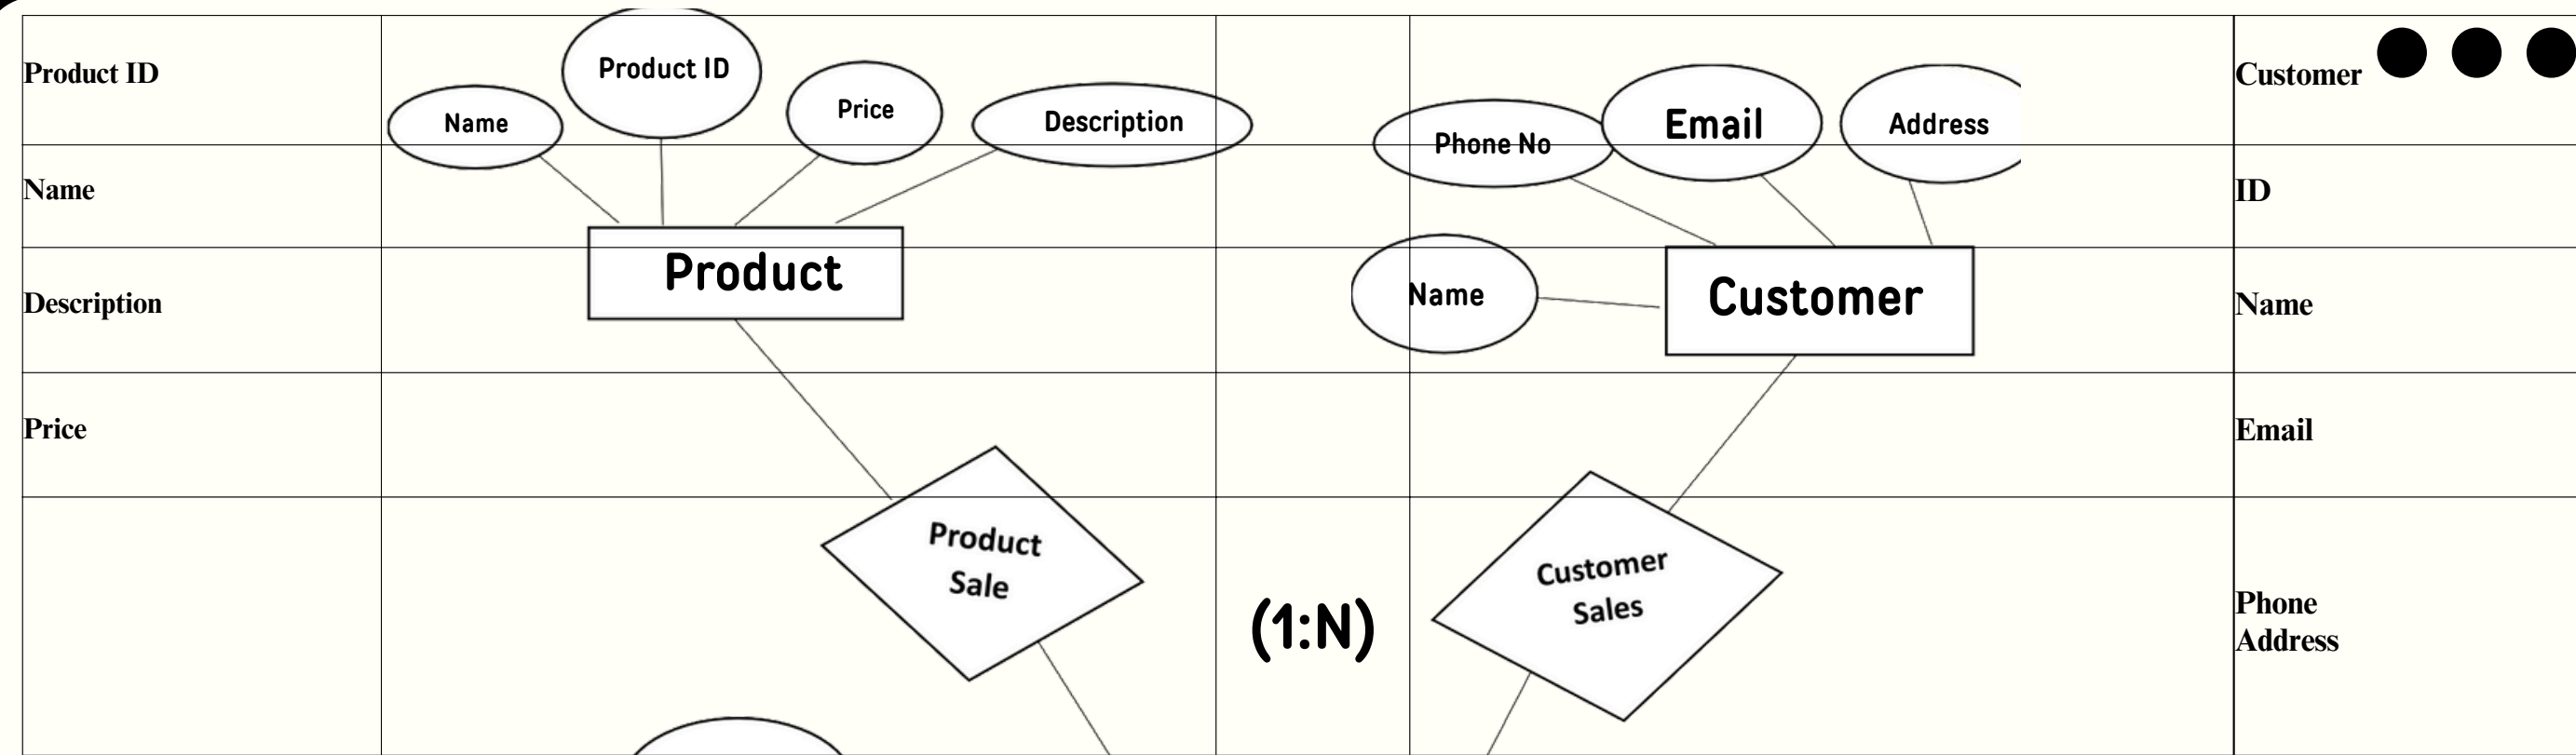 Product ID
Name
Description
Price
Name
Product ID
Price
Description
Product
Product
Sale
(1:N)
Phone No
Email
Address
Name
Customer
Customer
Sales
Customer
ID
Name
Email
Phone
Address